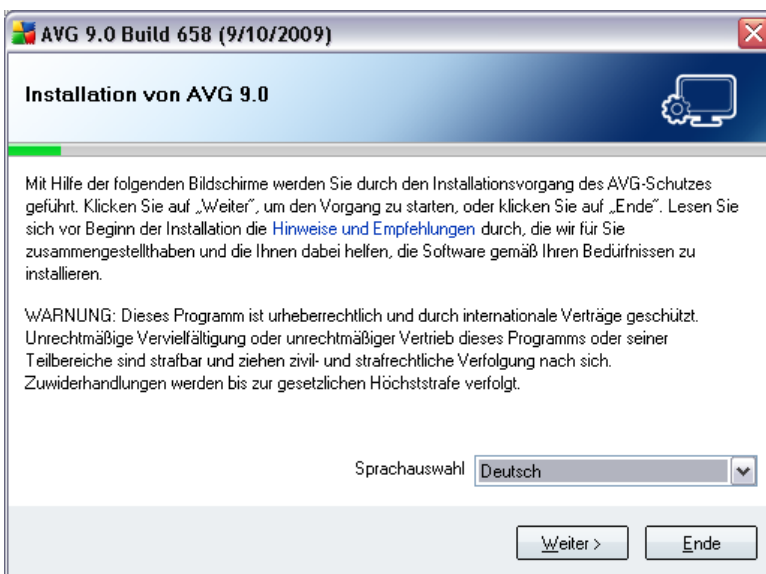 AVG 9.0 Build 658 (9/10/2009)
Installation von AVG 9.0
Mit Hilfe der folgenden Bildschirme werden Sie durch den Installationsvorgang des AVG-Schutzes
geführt. Klicken Sie auf „Weiter“, um den Vorgang zu starten, oder klicken Sie auf „Ende“. Lesen Sie
sich vor Beginn der Installation die Hinweise und Empfehlungen durch, die wir für Sie
zusammengestellthaben und die Ihnen dabei helfen, die Software gemäß Ihren Bedürfnissen zu
installieren.
WARNUNG: Dieses Programm ist urheberrechtlich und durch internationale Verträge geschützt.
Unrechtmäßige Vervielfältigung oder unrechtmäßiger Vertrieb dieses Programms oder seiner
Teilbereiche sind strafbar und ziehen zivil- und strafrechtliche Verfolgung nach sich.
Zuwiderhandlungen werden bis zur gesetzlichen Höchststrafe verfolgt.
Sprachauswahl Deutsch
Weiter > Ende